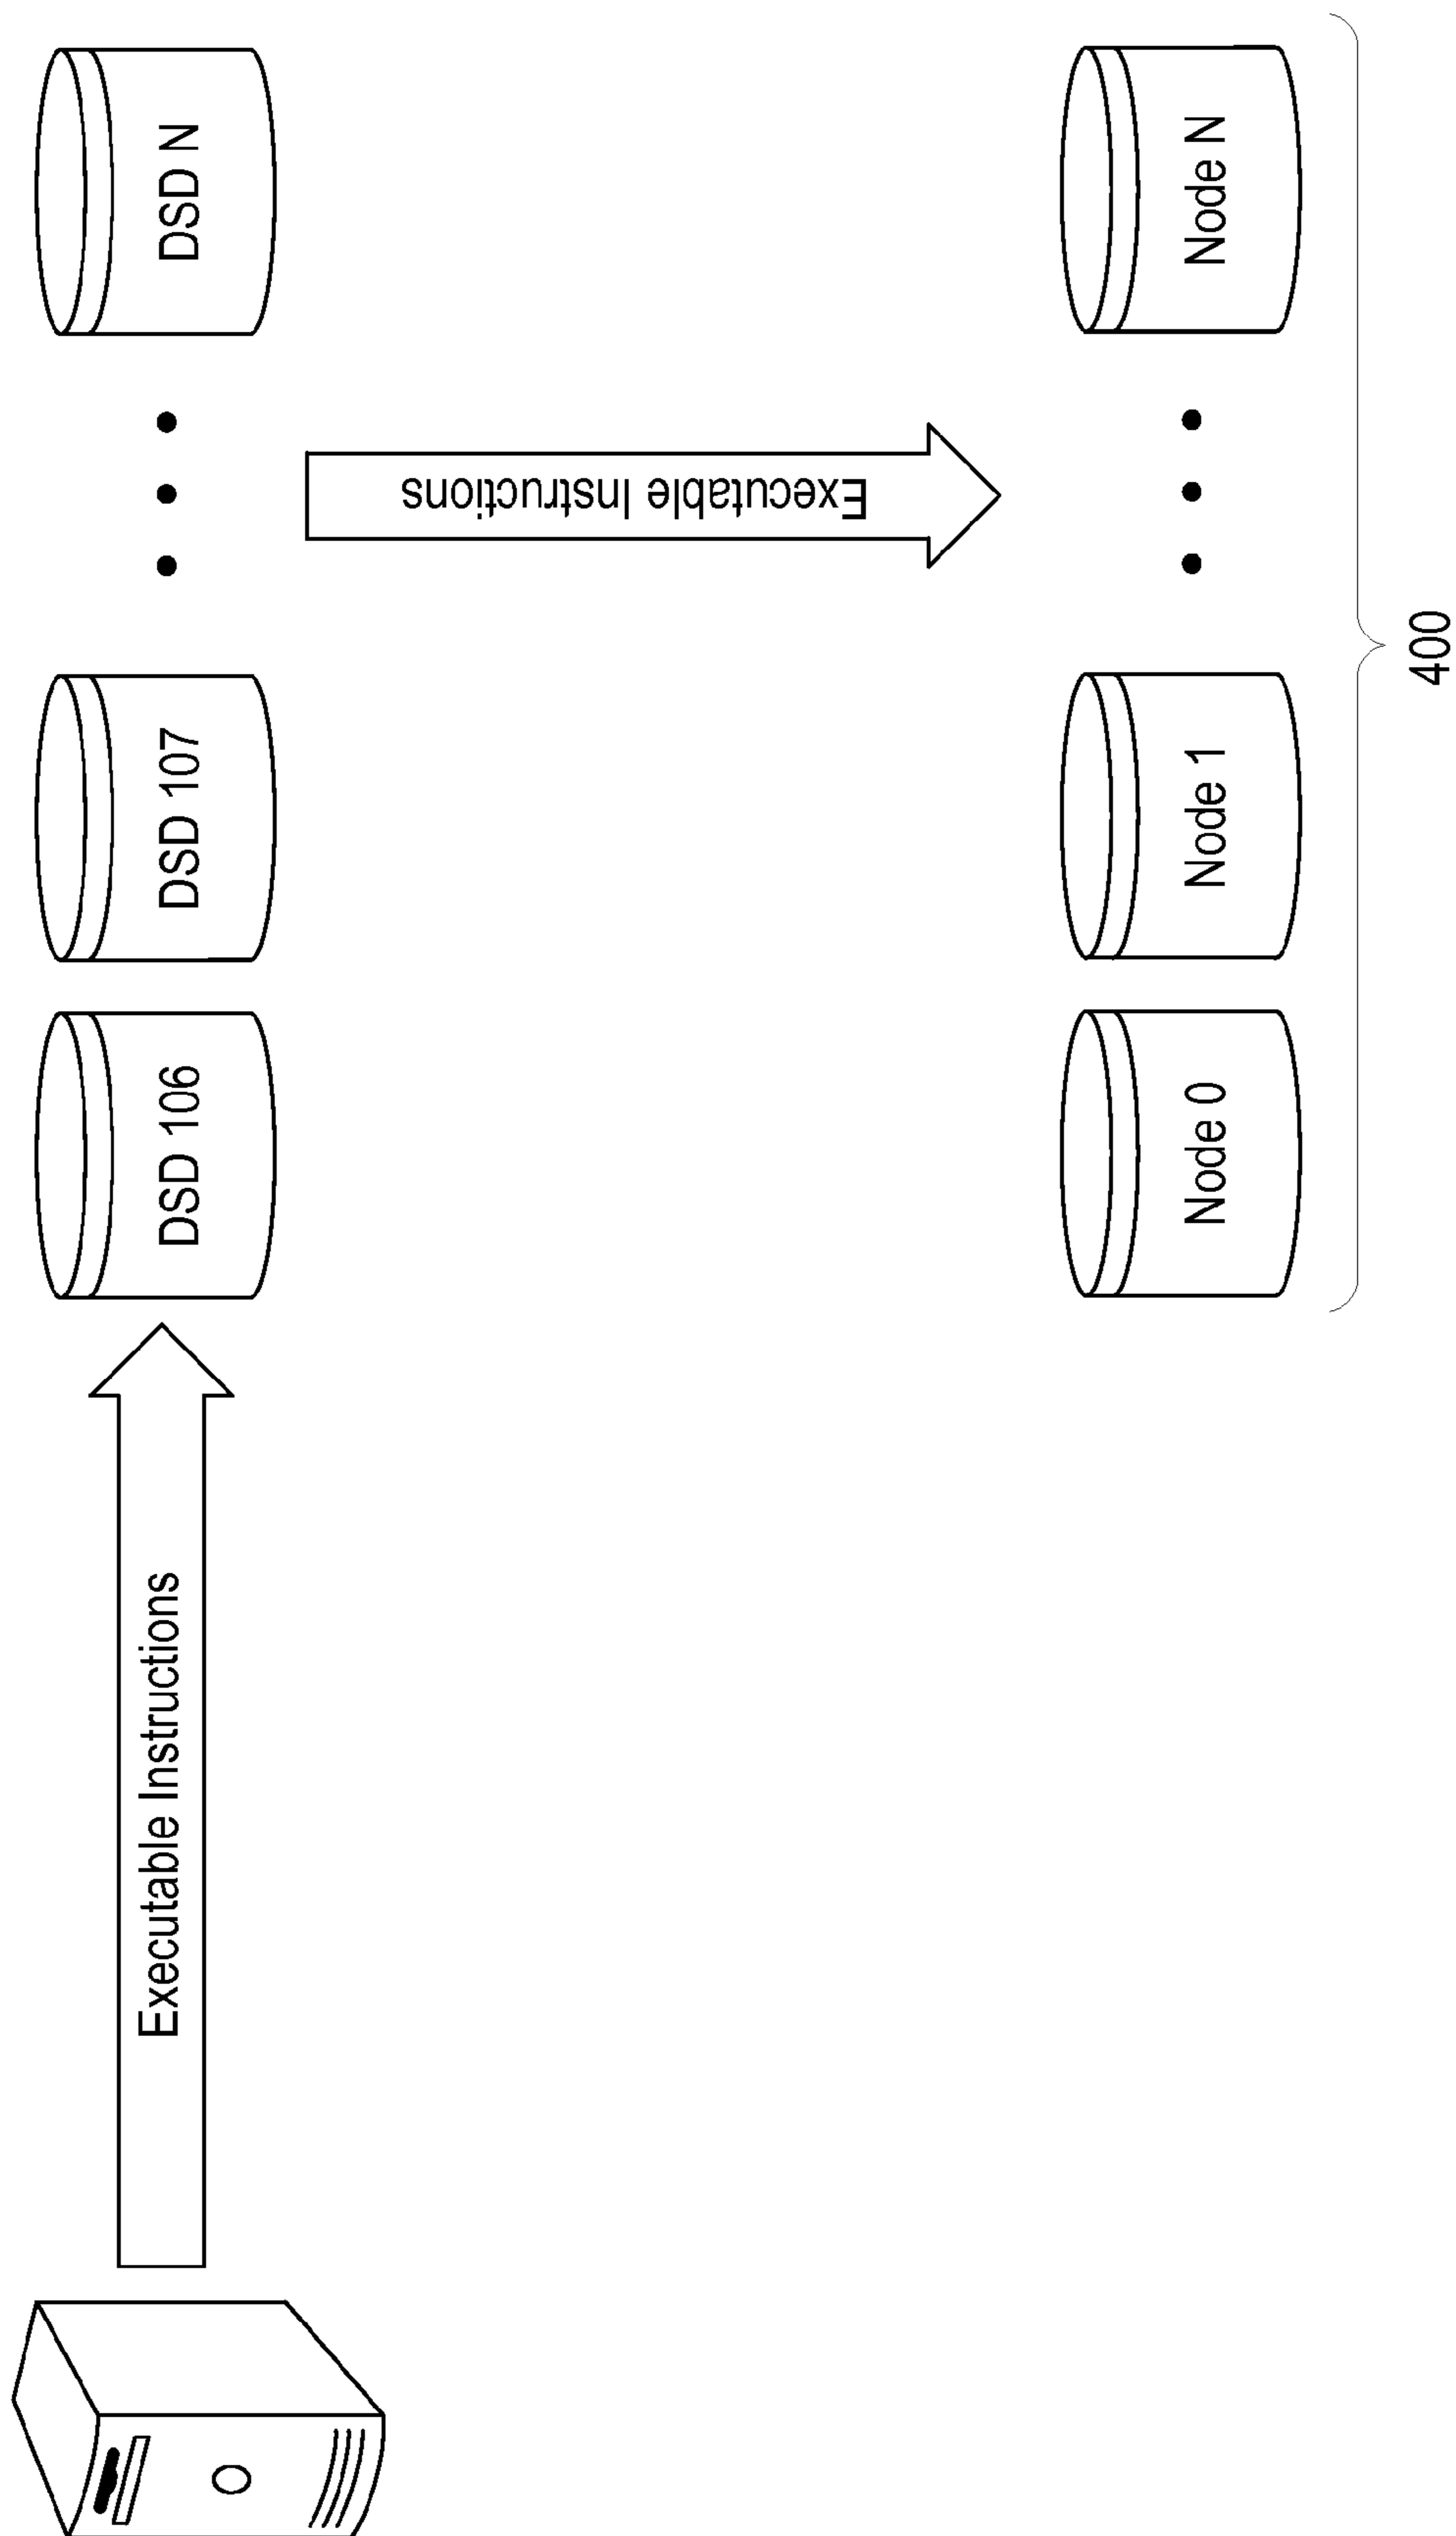 Executable Instructions
DSD 106
DSD 107
DSD N
Executable Instructions
Node 0
Node 1
Node N
400